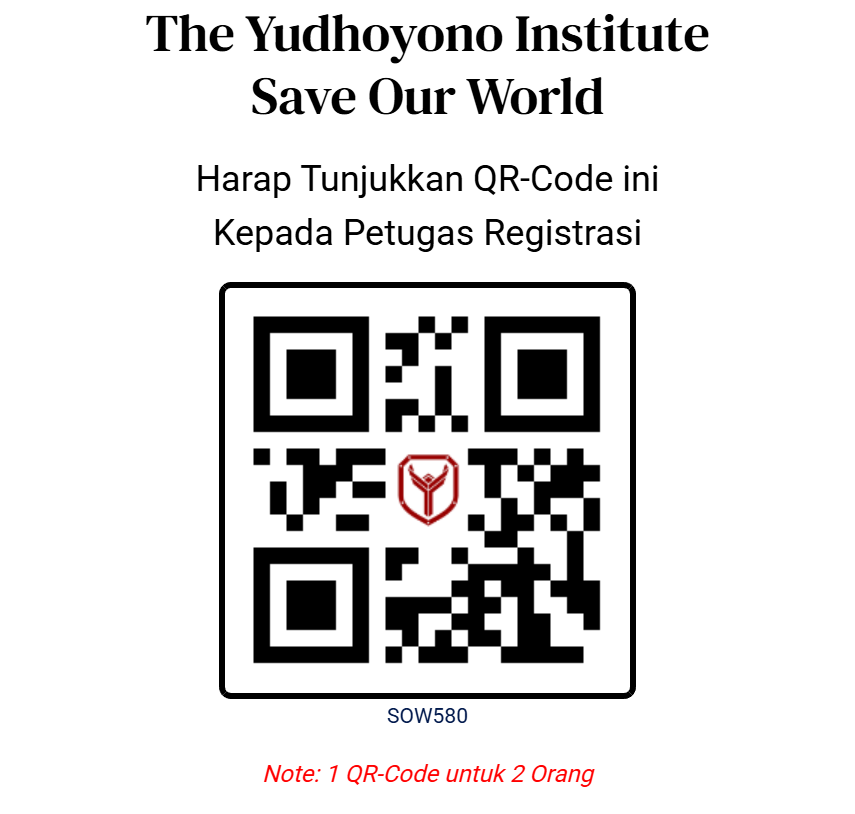 The Yudhoyono Institute
Save Our World
Harap Tunjukkan QR-Code ini
Kepada Petugas Registrasi
SOW580
Note: 1 QR-Code untuk 2 Orang